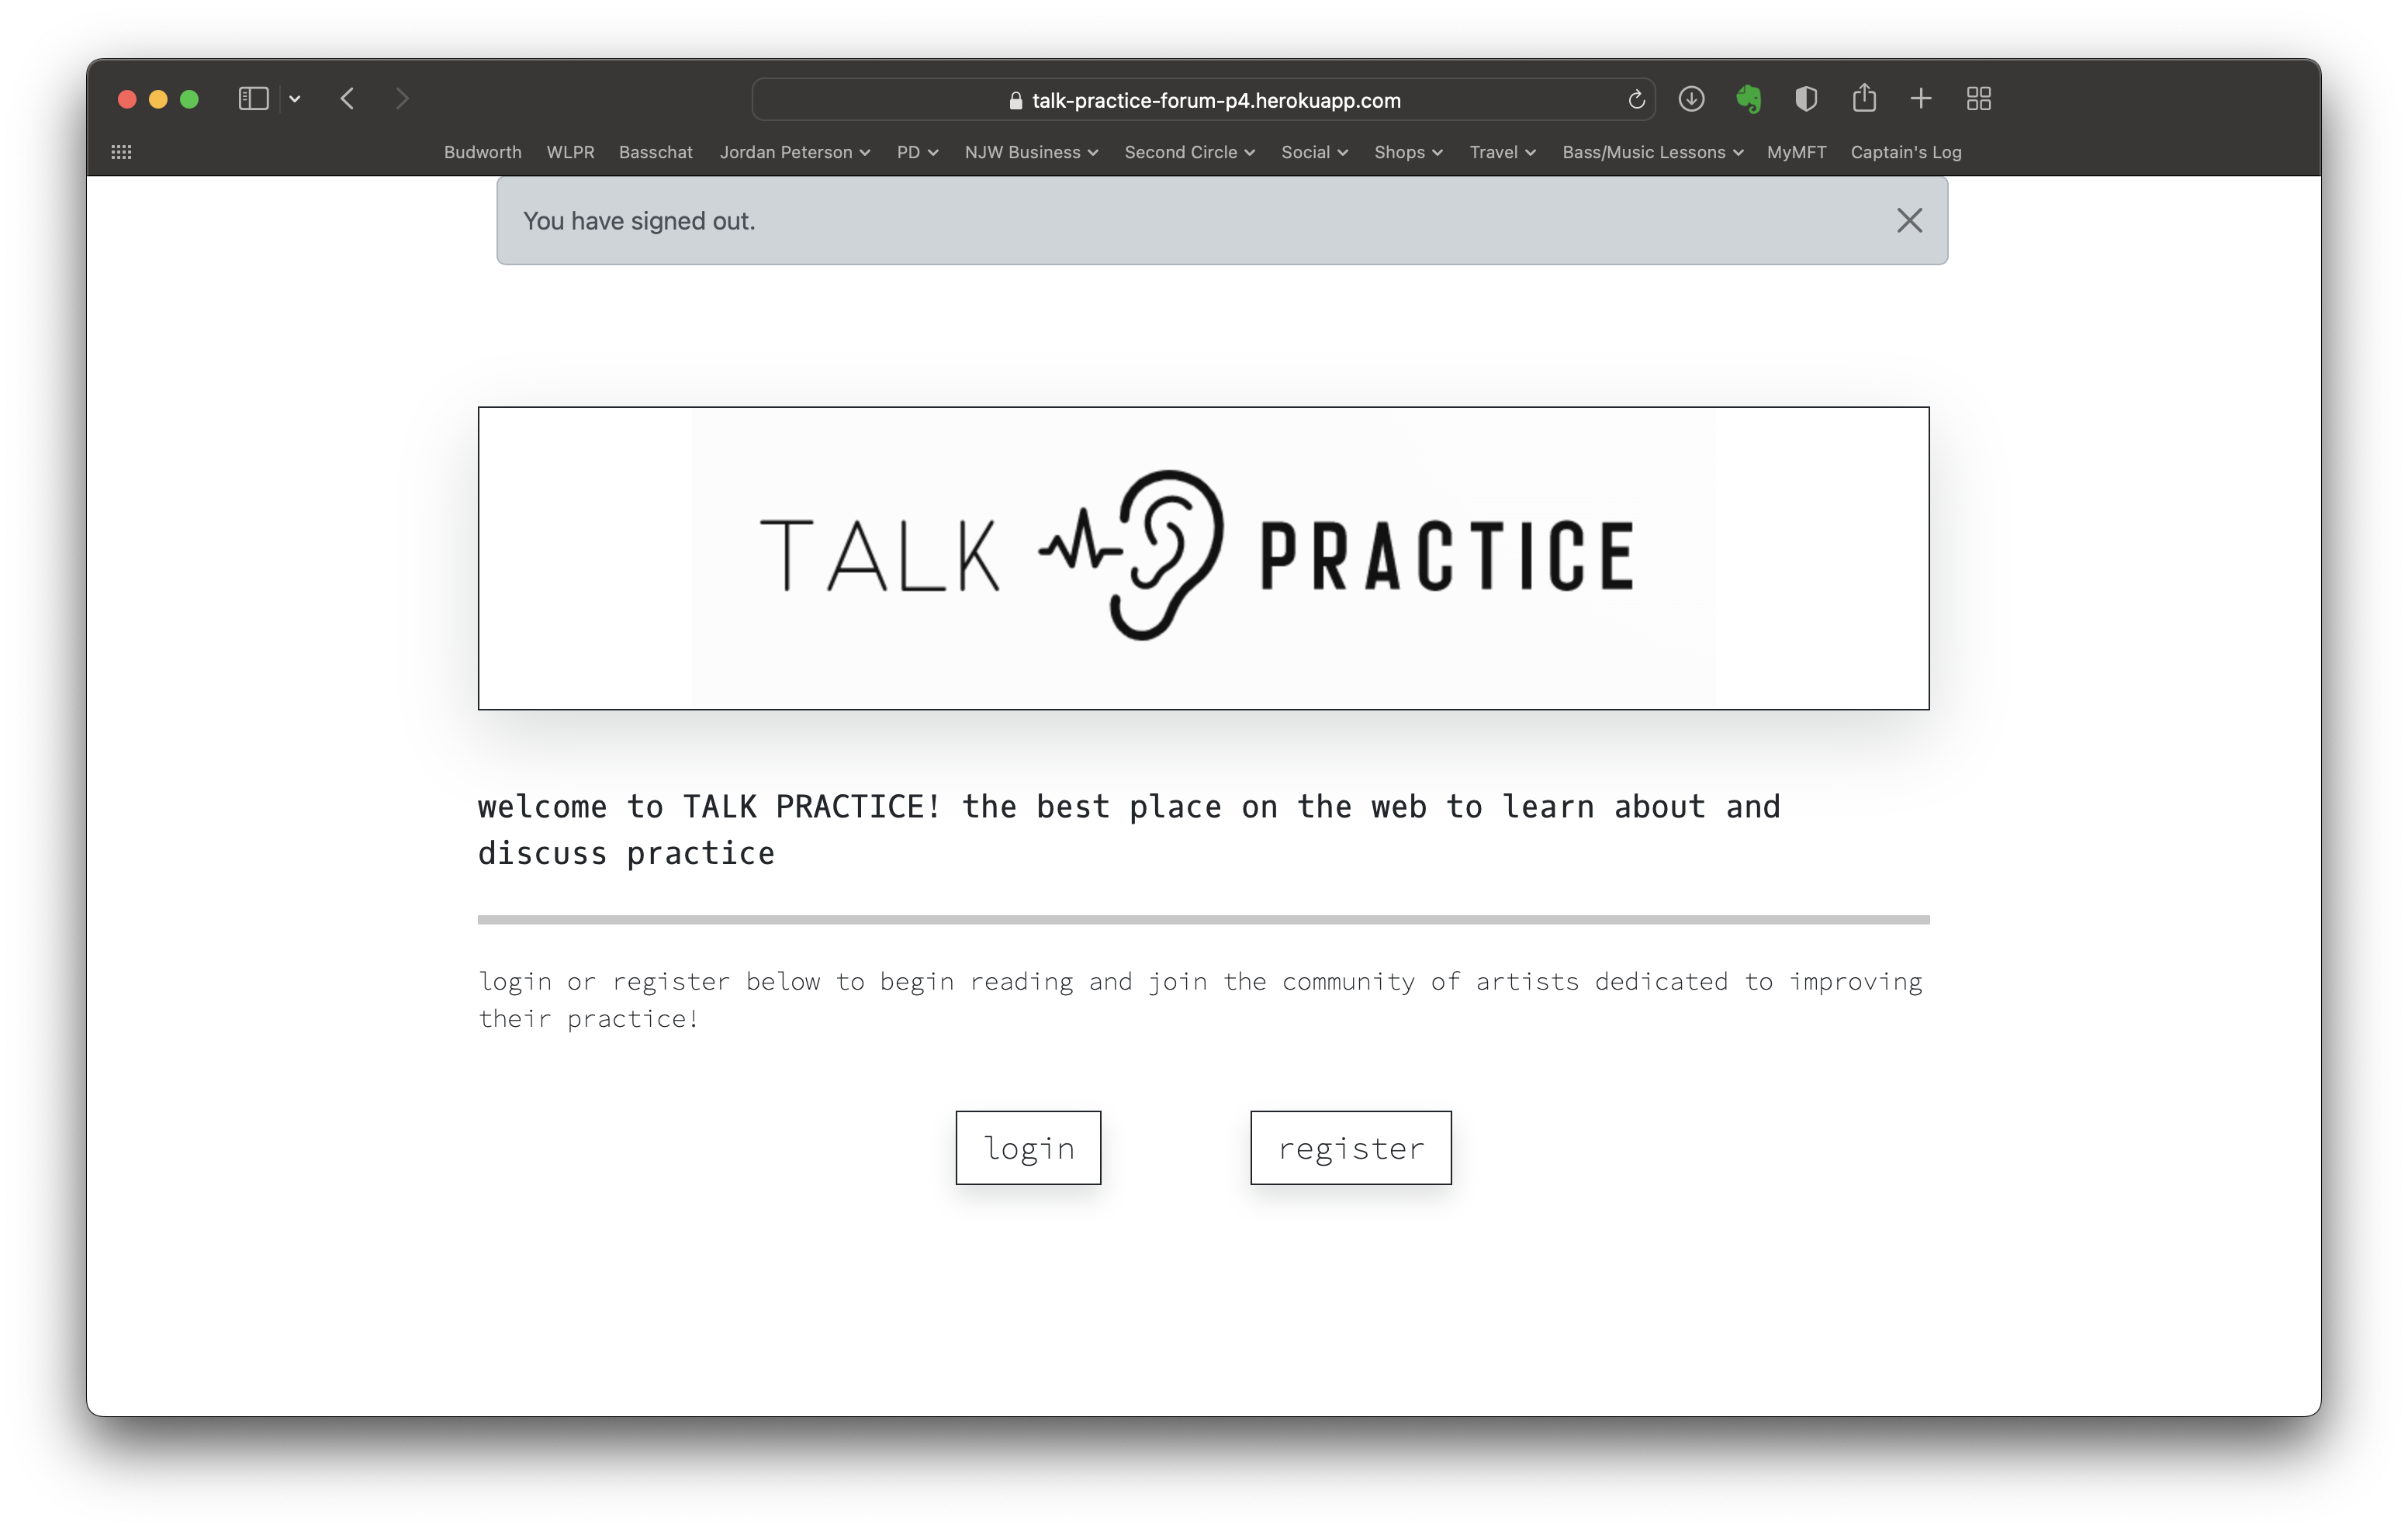 talk-practice-forum-p4.herokuapp.com
Budworth WLPR Basschat Jordan Peterson PD NJW Business Second Circle Social Shops Travel Bass/Music Lessons MyMFT Captain's Log
You have signed out.
TALK PRACTICE
welcome to TALK PRACTICE! the best place on the web to learn about and
discuss practice
login or register below to begin reading and join the community of artists dedicated to improving
their practice!
login register